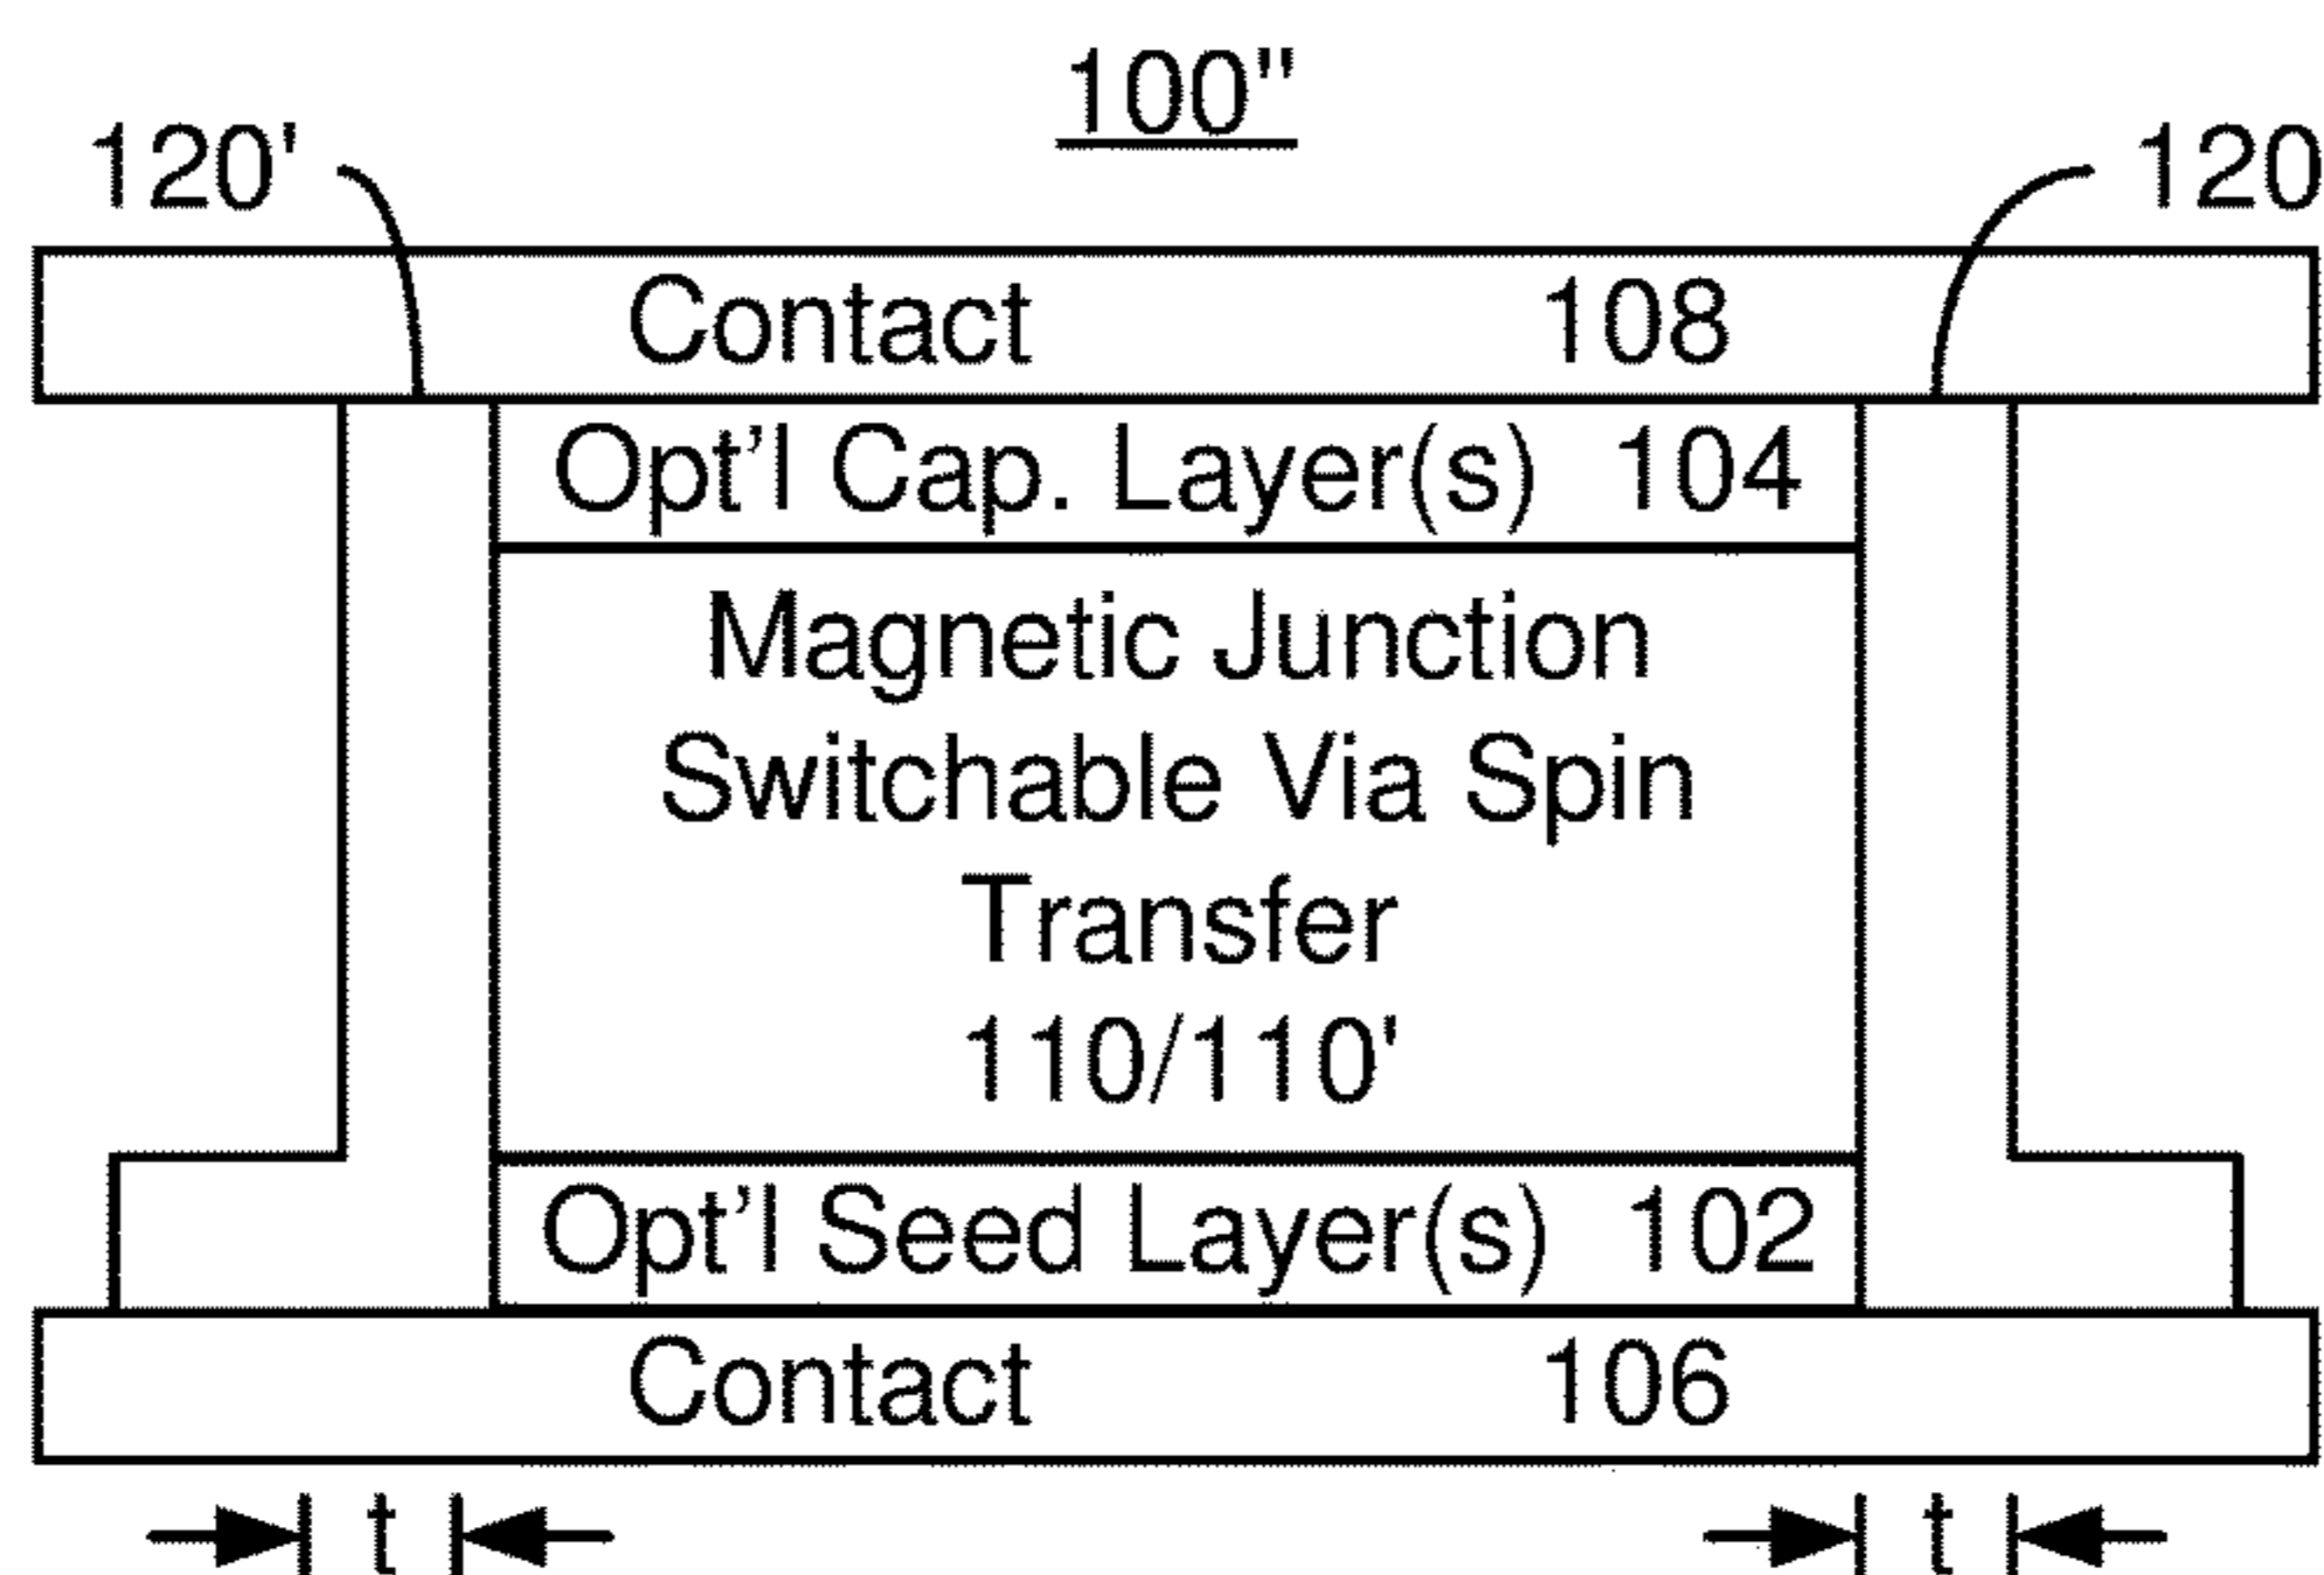 100"
120' 120
Contact 108
Opt'l Cap. Layer(s) 104
Magnetic Junction
Switchable Via Spin
Transfer
110/110'
Opt'l Seed Layer(s) 102
Contact 106
t t